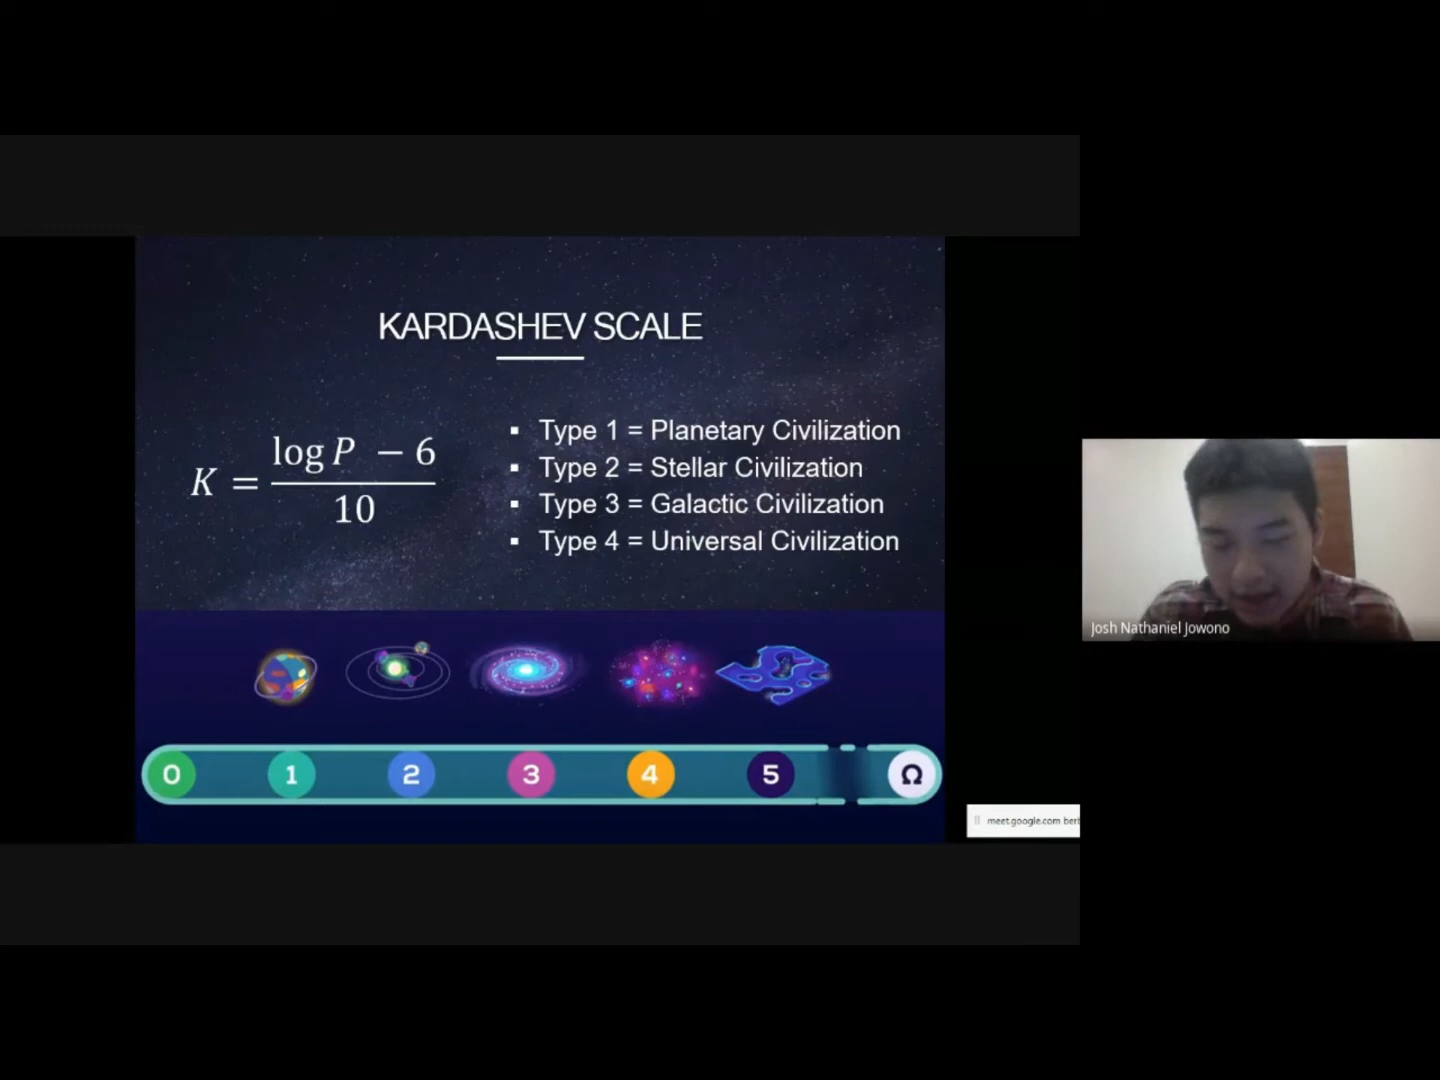 KARDASHEV SCALE
K = log P − 6 / 10
▪ Type 1 = Planetary Civilization
▪ Type 2 = Stellar Civilization
▪ Type 3 = Galactic Civilization
▪ Type 4 = Universal Civilization
0 1 2 3 4 5 Ω
Josh Nathaniel Jowono
meet.google.com